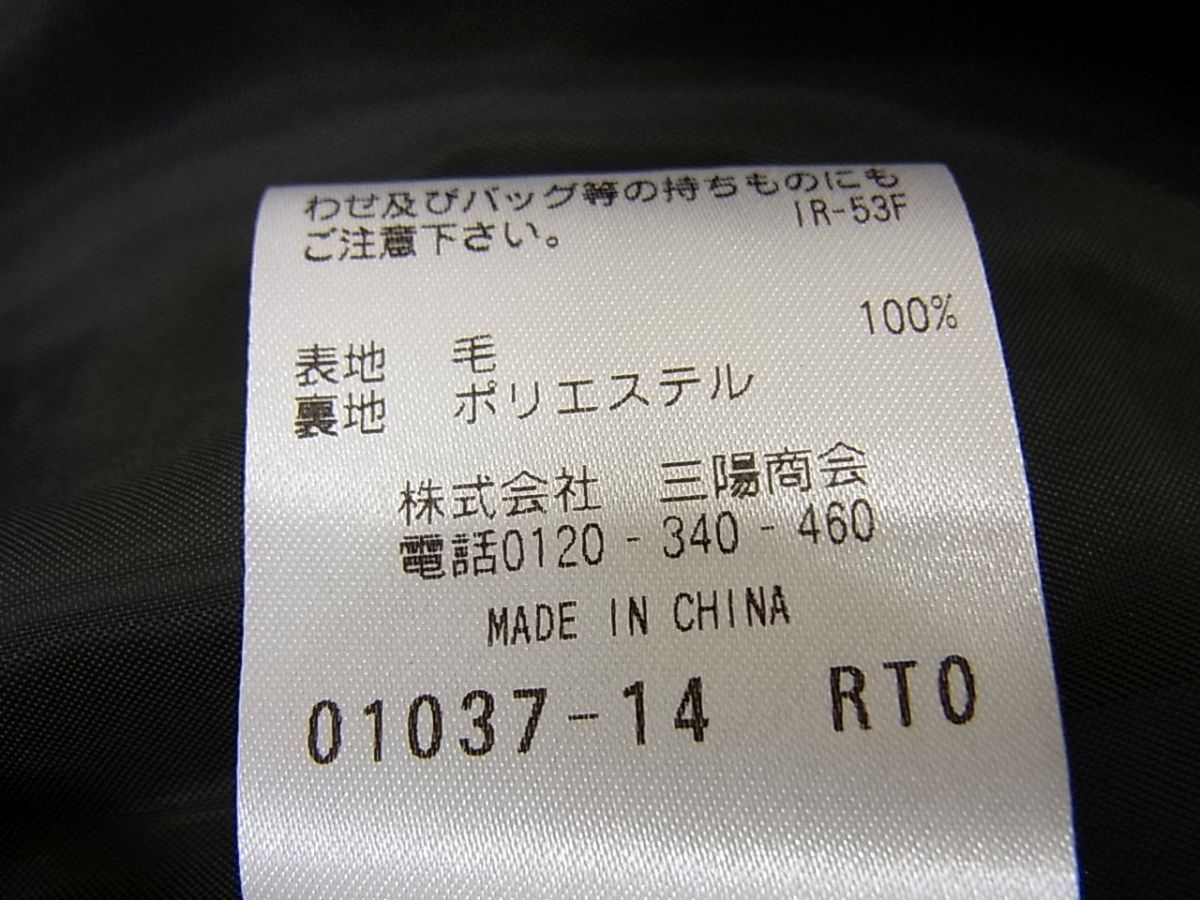 わせ及びバッグ等の持ちものにも
ご注意下さい。 IR-53F
表地 毛 100%
裏地 ポリエステル
株式会社 三陽商会
電話0120-340-460
MADE IN CHINA
01037-14 RTO